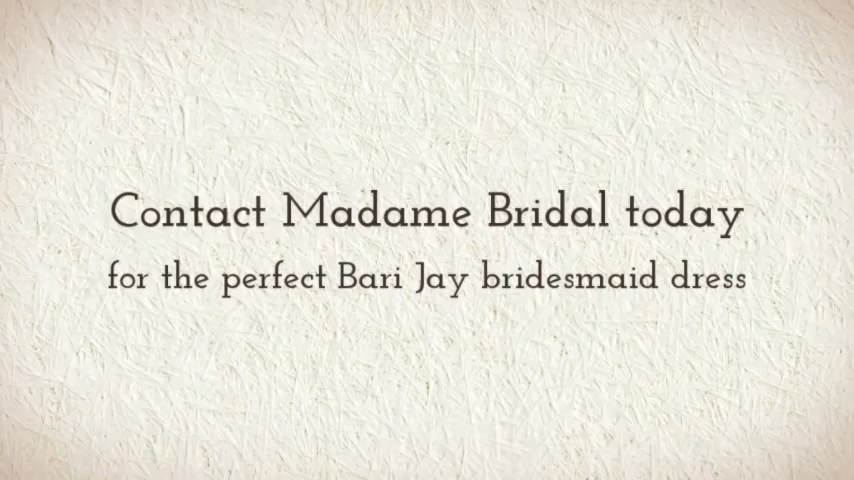 Contact Madame Bridal today
for the perfect Bari Jay bridesmaid dress